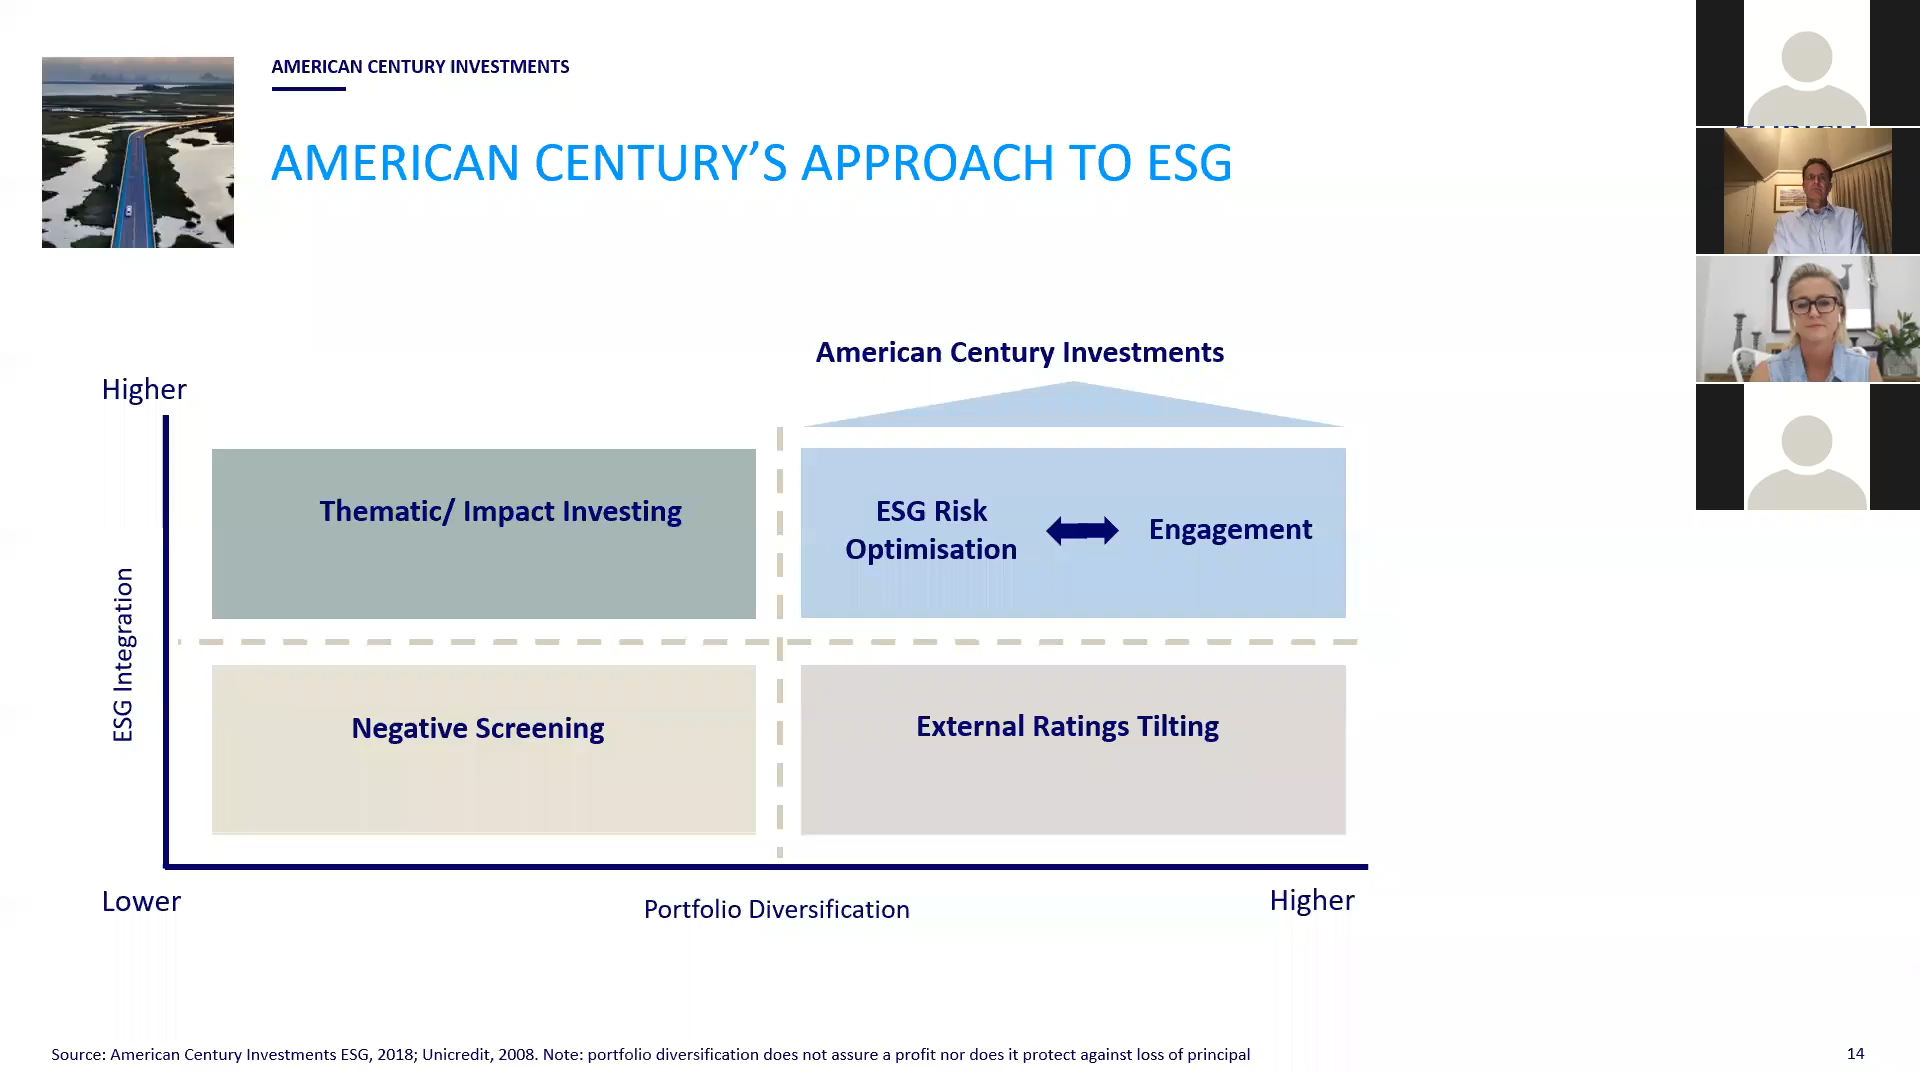 AMERICAN CENTURY INVESTMENTS
AMERICAN CENTURY’S APPROACH TO ESG
American Century Investments
Higher
Thematic/ Impact Investing
ESG Risk
Optimisation
Engagement
ESG Integration
Negative Screening
External Ratings Tilting
Lower
Portfolio Diversification
Higher
Source: American Century Investments ESG, 2018; Unicredit, 2008. Note: portfolio diversification does not assure a profit nor does it protect against loss of principal
14